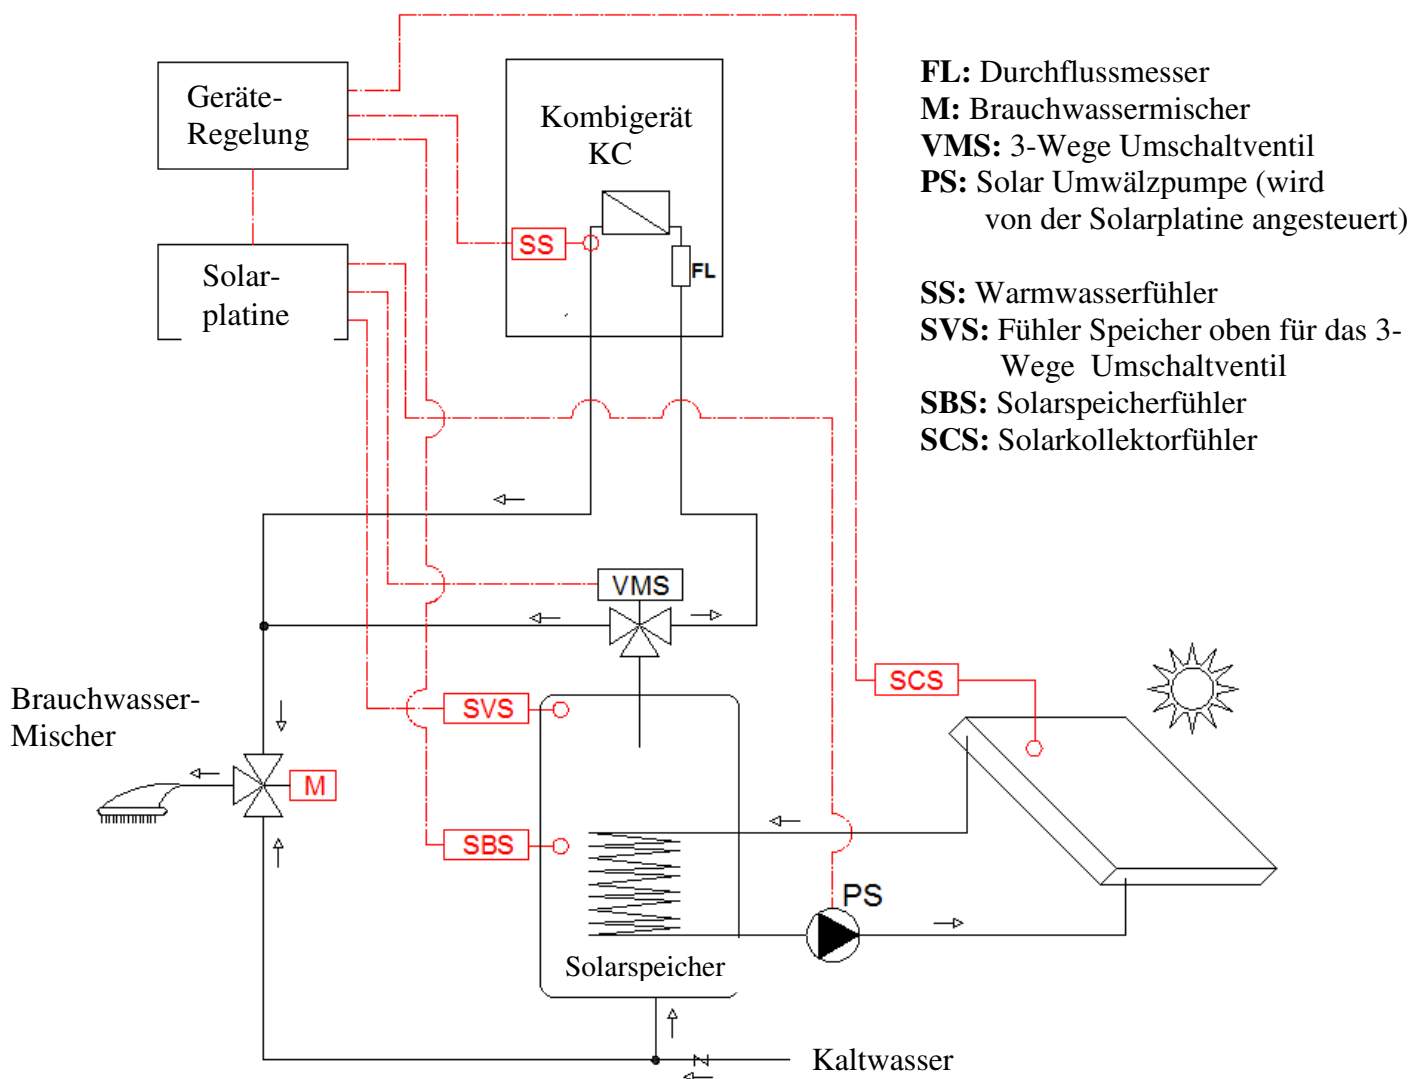 Geräte-
Regelung
Solar-
platine
Kombigerät
KC
SS
FL
FL: Durchflussmesser
M: Brauchwassermischer
VMS: 3-Wege Umschaltventil
PS: Solar Umwälzpumpe (wird
von der Solarplatine angesteuert)
SS: Warmwasserfühler
SVS: Fühler Speicher oben für das 3-
Wege Umschaltventil
SBS: Solarspeicherfühler
SCS: Solarkollektorfühler
VMS
SCS
Brauchwasser-
Mischer
SVS
M
SBS
PS
Solarspeicher
Kaltwasser